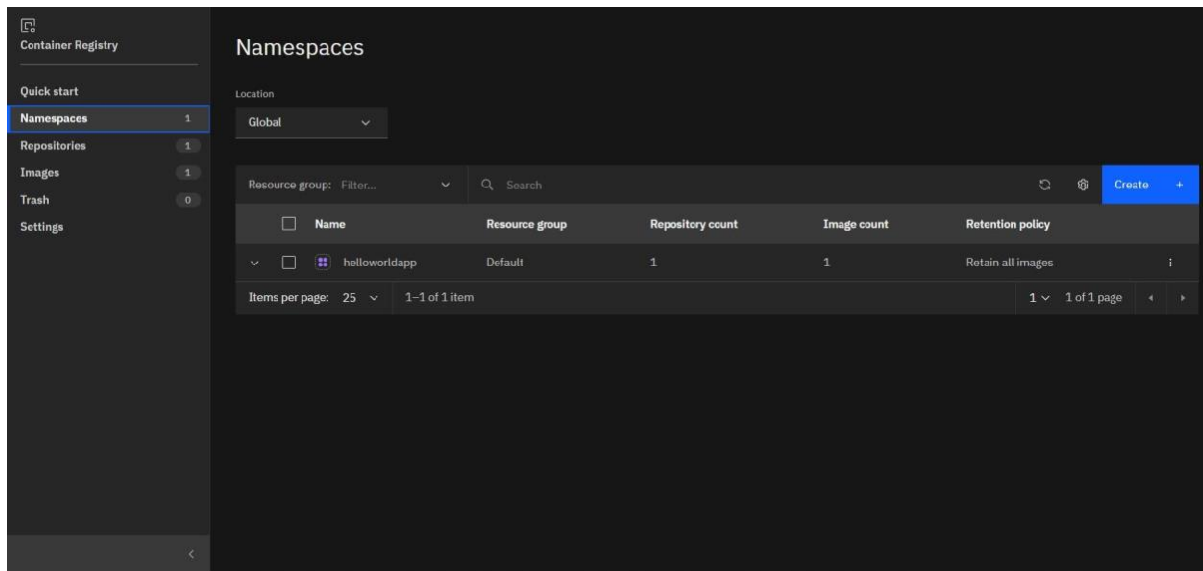 Container Registry
Quick start
Namespaces 1
Repositories 1
Images 1
Trash 0
Settings
Namespaces
Location
Global
Resource group: Filter... Search Create +
Name Resource group Repository count Image count Retention policy
helloworldapp Default 1 1 Retain all images
Items per page: 25 1–1 of 1 item 1 1 of 1 page